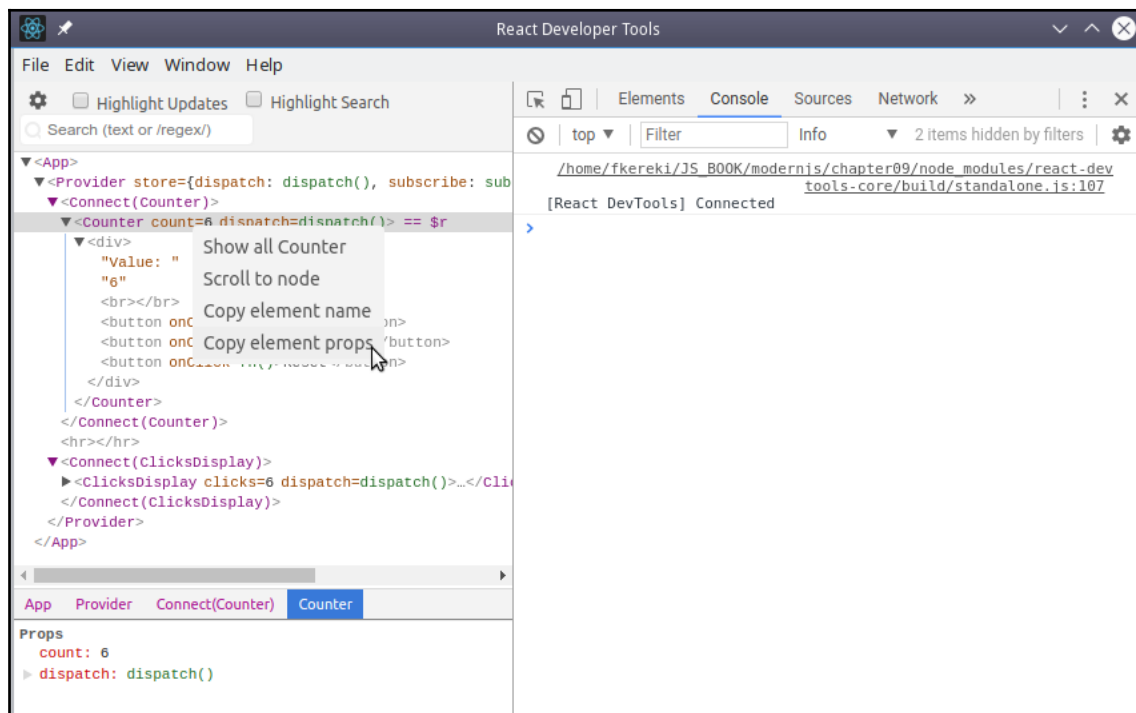 React Developer Tools
File Edit View Window Help
Highlight Updates Highlight Search
Search (text or /regex/)
▼<App>
▼<Provider store={dispatch: dispatch(), subscribe: sub
▼<Connect(Counter)>
▼<Counter count=6 dispatch=dispatch()> == $r
▼<div>
"Value: "
"6"
<br></br>
<button on
<button on /button>
<button
</div>
</Counter>
</Connect(Counter)>
<hr></hr>
▼<Connect(ClicksDisplay)>
▶<ClicksDisplay clicks=6 dispatch=dispatch()>…</Cli
</Connect(ClicksDisplay)>
</Provider>
</App>
Show all Counter
Scroll to node
Copy element name
Copy element props
App Provider Connect(Counter) Counter
Props
count: 6
dispatch: dispatch()
Elements Console Sources Network »
top ▼ Filter Info ▼ 2 items hidden by filters
/home/fkereki/JS_BOOK/modernjs/chapter09/node_modules/react-dev
tools-core/build/standalone.js:107
[React DevTools] Connected